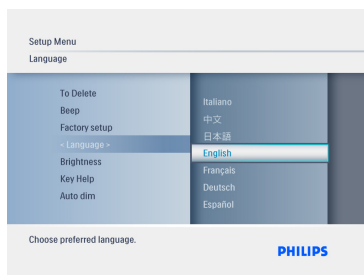 Setup Menu
Language
To Delete
Beep
Factory setup
< Language >
Brightness
Key Help
Auto dim
Italiano
中文
日本語
English
Français
Deutsch
Español
Choose preferred language.
PHILIPS